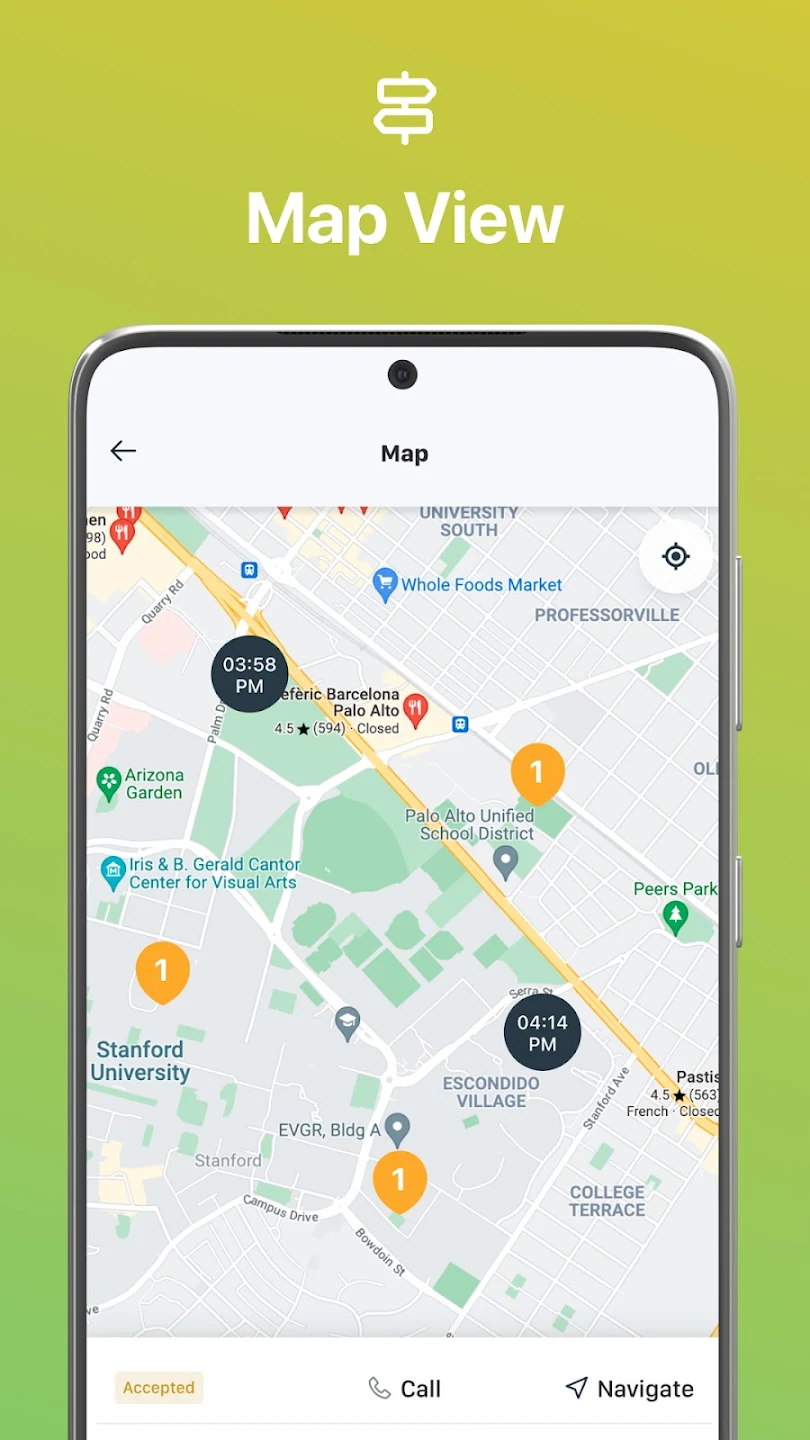 Map View
Map
UNIVERSITY
SOUTH
98)
Whole Foods Market
Quarry Rd
PROFESSORVILLE
03:58
PM
efèric Barcelona
Palo Alto
4.5 ★ (594) · Closed
Quarry Rd
Palm D
1
Arizona
Garden
Palo Alto Unified
School District
Iris & B. Gerald Cantor
Center for Visual Arts
Peers Park
1
Serra St
04:14
PM
Stanford
University
ESCONDIDO
VILLAGE
Stanford Ave
Pastis
4.5 ★ (563)
French · Closed
EVGR, Bldg A
Stanford
1
COLLEGE
TERRACE
Campus Drive
Bowdoin St
Accepted
Call
Navigate